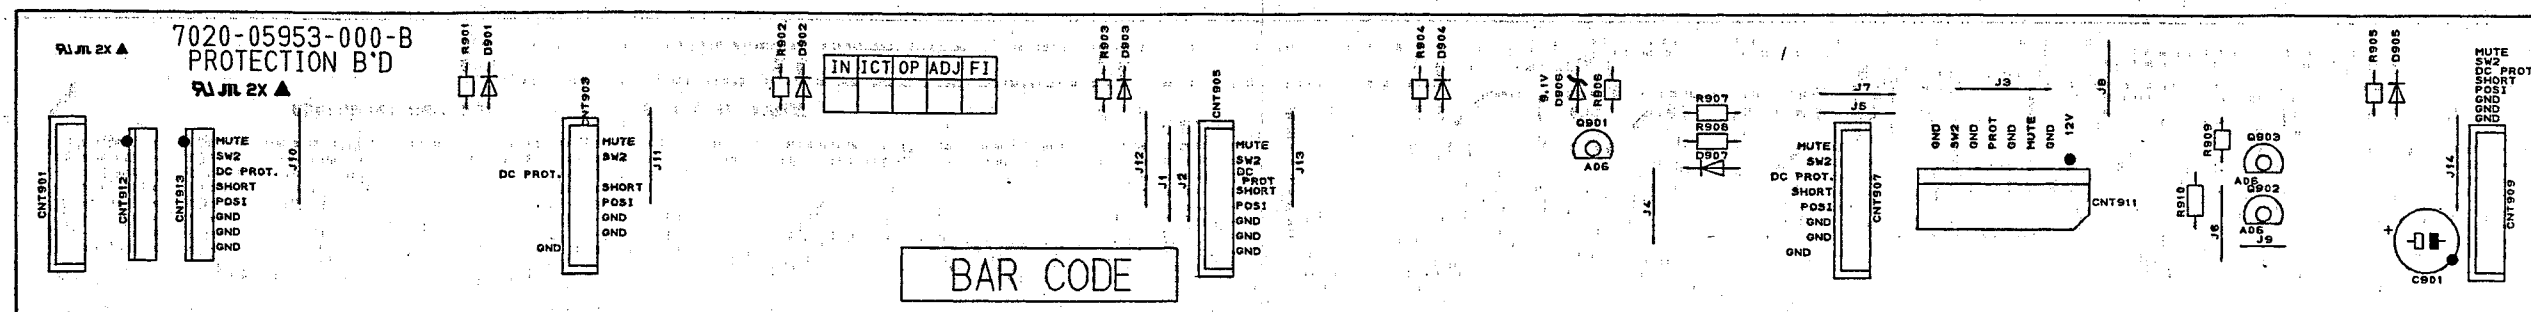 7020-05953-000-B
PROTECTION B'D
JIL 2X ▲
JIL 2X ▲
CNT901
CNT912
CNT913
MUTE
SW2
DC PROT.
SHORT
POSI
GND
GND
GND
J10
R901
D901
CNT903
MUTE
SW2
DC PROT.
SHORT
POSI
GND
GND
GND
J11
R902
D902
IN ICT OP ADJ FI
BAR CODE
R903
D903
J12
J1
J2
CNT905
MUTE
SW2
DC
PROT
SHORT
POSI
GND
GND
GND
J13
R904
D904
9.1V
D906
R906
Q901
A06
R907
R908
D907
J4
J7
J5
MUTE
SW2
DC PROT.
SHORT
POSI
GND
GND
GND
CNT907
J3
J8
GND
SW2
GND
PROT
GND
MUTE
GND
12V
CNT911
R909
Q903
A06
R910
J6
Q902
A06
J9
R905
D905
+
C901
J14
MUTE
SW2
DC PROT
SHORT
POSI
GND
GND
GND
CNT909